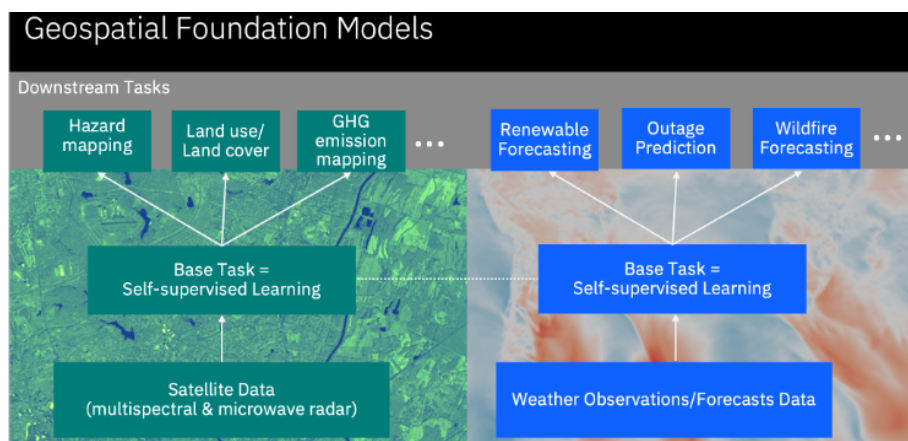 Geospatial Foundation Models
Downstream Tasks
Hazard
mapping
Land use/
Land cover
GHG
emission
mapping
...
Renewable
Forecasting
Outage
Prediction
Wildfire
Forecasting
...
Base Task =
Self-supervised Learning
Base Task =
Self-supervised Learning
Satellite Data
(multispectral & microwave radar)
Weather Observations/Forecasts Data